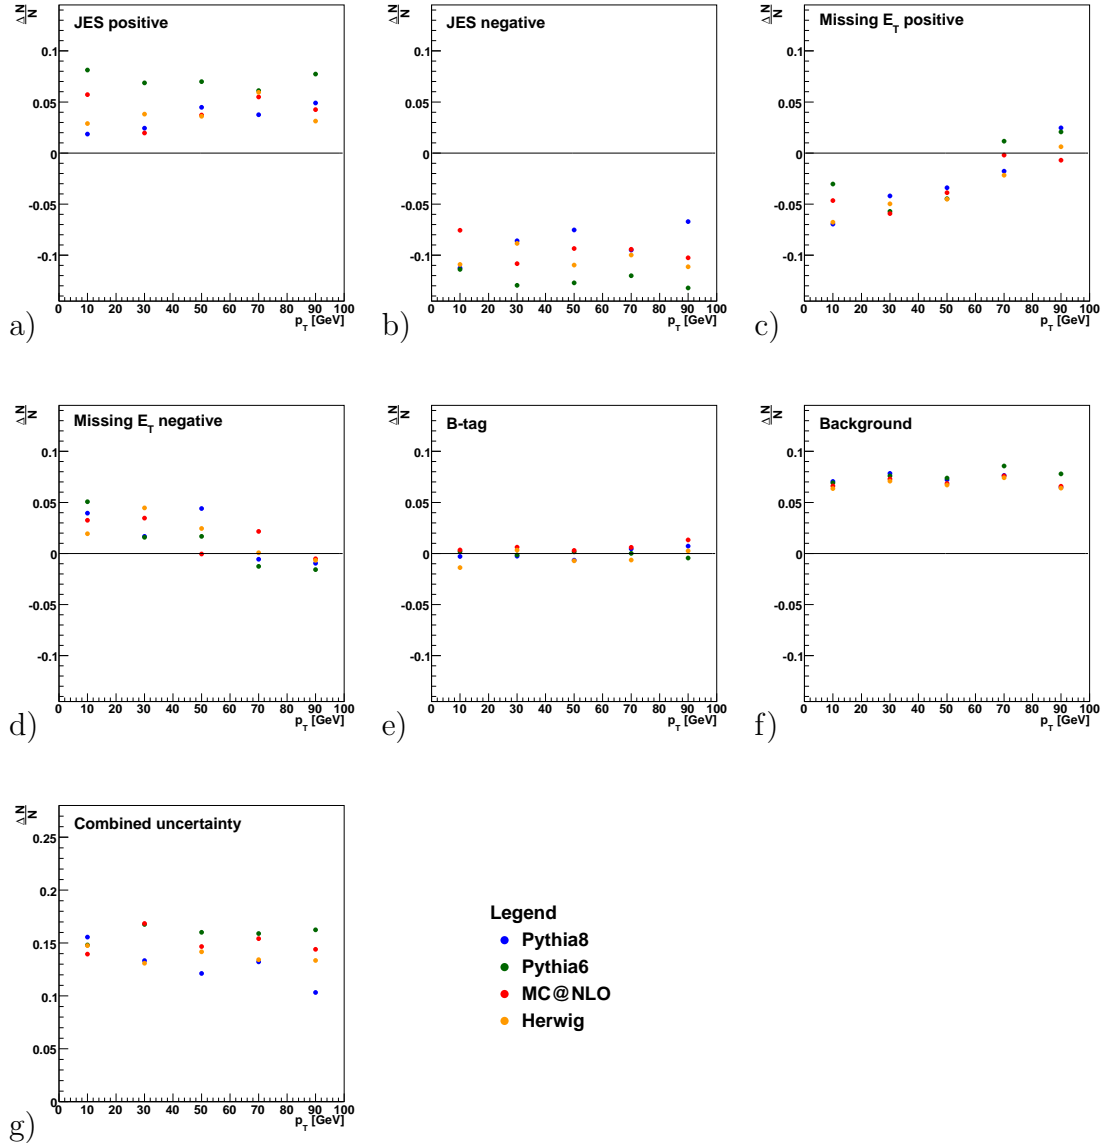 ΔN/N
JES positive
0.1
0.05
0
-0.05
-0.1
0 10 20 30 40 50 60 70 80 90 100
p_T [GeV]
a)
ΔN/N
JES negative
0.1
0.05
0
-0.05
-0.1
0 10 20 30 40 50 60 70 80 90 100
p_T [GeV]
b)
ΔN/N
Missing E_T positive
0.1
0.05
0
-0.05
-0.1
0 10 20 30 40 50 60 70 80 90 100
p_T [GeV]
c)
ΔN/N
Missing E_T negative
0.1
0.05
0
-0.05
-0.1
0 10 20 30 40 50 60 70 80 90 100
p_T [GeV]
d)
ΔN/N
B-tag
0.1
0.05
0
-0.05
-0.1
0 10 20 30 40 50 60 70 80 90 100
p_T [GeV]
e)
ΔN/N
Background
0.1
0.05
0
-0.05
-0.1
0 10 20 30 40 50 60 70 80 90 100
p_T [GeV]
f)
ΔN/N
Combined uncertainty
0.25
0.2
0.15
0.1
0.05
0
0 10 20 30 40 50 60 70 80 90 100
p_T [GeV]
g)
Legend
Pythia8
Pythia6
MC@NLO
Herwig